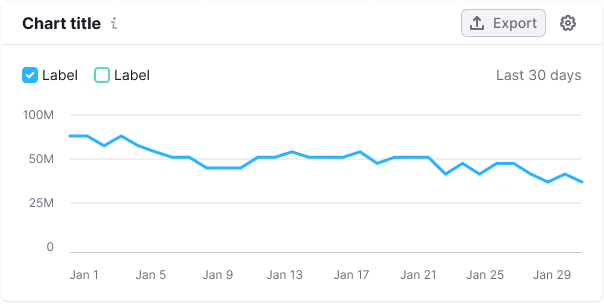 Chart title i Export
Label Label Last 30 days
100M
50M
25M
0
Jan 1 Jan 5 Jan 9 Jan 13 Jan 17 Jan 21 Jan 25 Jan 29